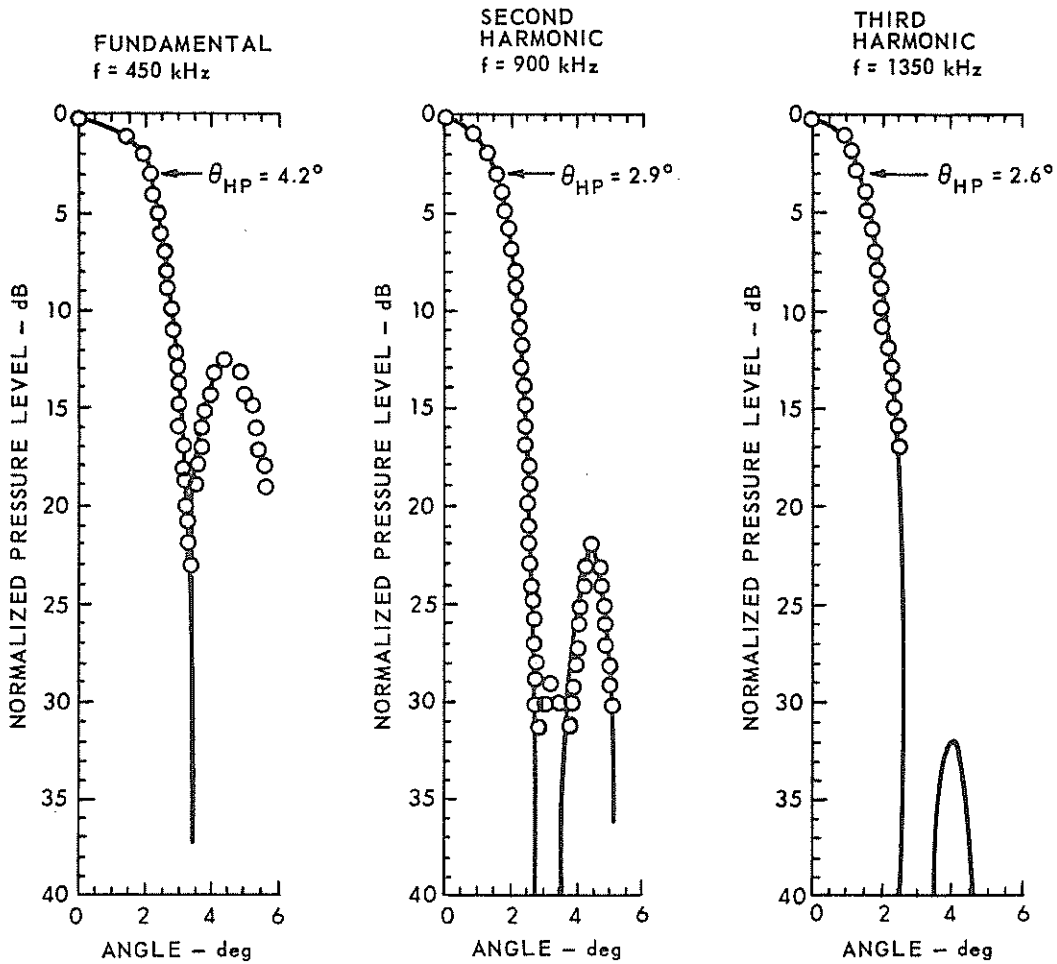 FUNDAMENTAL
f = 450 kHz
SECOND
HARMONIC
f = 900 kHz
THIRD
HARMONIC
f = 1350 kHz
NORMALIZED PRESSURE LEVEL – dB
0
5
10
15
20
25
30
35
40
θHP = 4.2°
0 2 4 6
ANGLE – deg
NORMALIZED PRESSURE LEVEL – dB
0
5
10
15
20
25
30
35
40
θHP = 2.9°
0 2 4 6
ANGLE – deg
NORMALIZED PRESSURE LEVEL – dB
0
5
10
15
20
25
30
35
40
θHP = 2.6°
0 2 4 6
ANGLE – deg